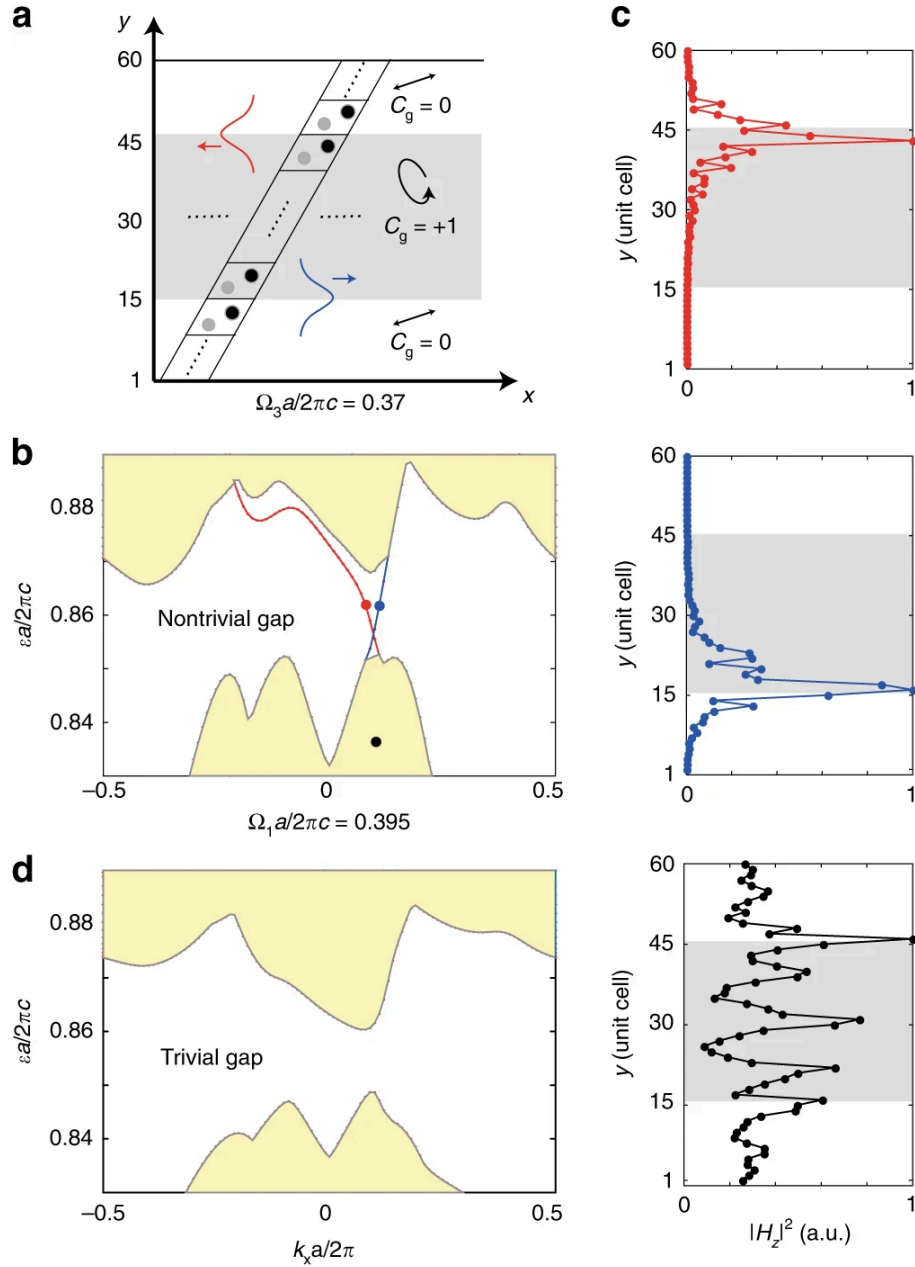 a
y
60
C_g = 0
45
30
C_g = +1
15
C_g = 0
1
x
Ω₃a/2πc = 0.37
b
0.88
εa/2πc
0.86
Nontrivial gap
0.84
−0.5
0
0.5
Ω₁a/2πc = 0.395
d
0.88
εa/2πc
0.86
Trivial gap
0.84
−0.5
0
0.5
kₓa/2π
c
60
45
y (unit cell)
30
15
1
0
1
60
45
y (unit cell)
30
15
1
0
1
60
45
y (unit cell)
30
15
1
0
1
|H_z|² (a.u.)